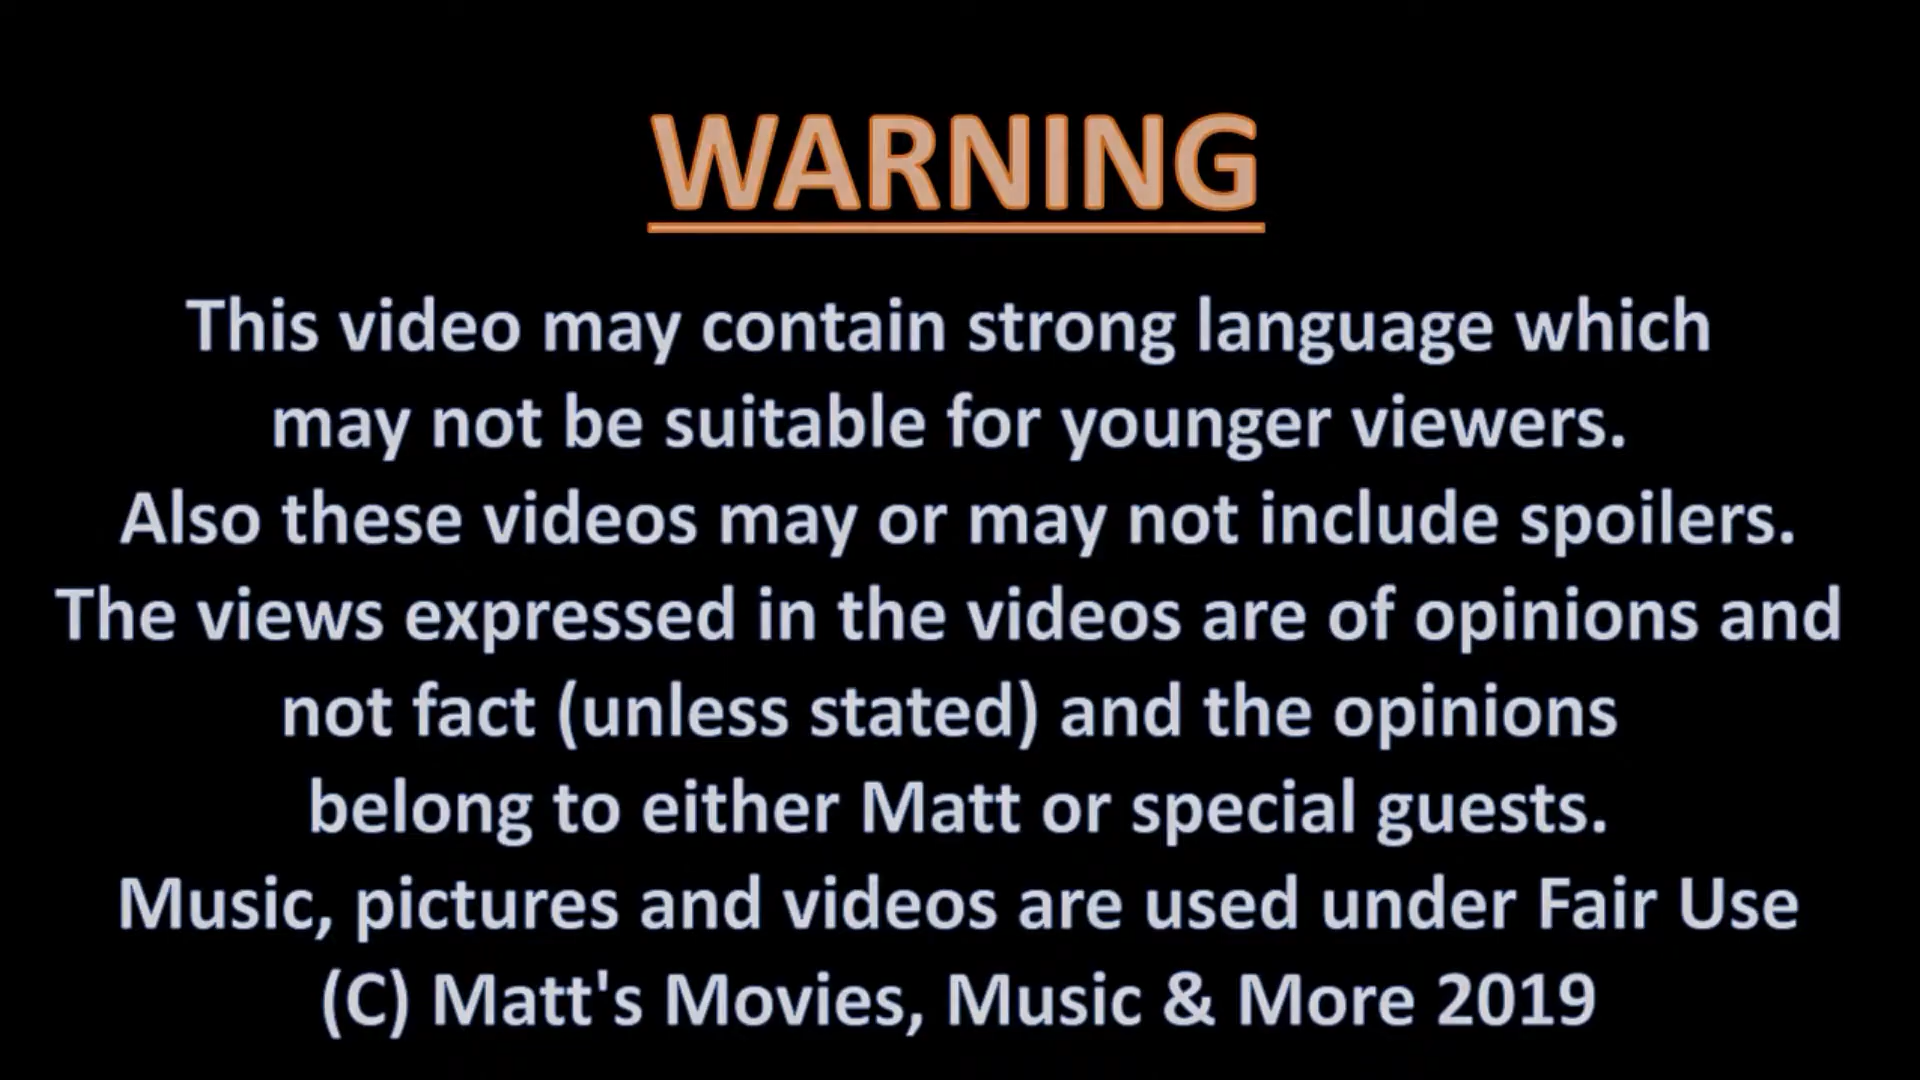 WARNING
This video may contain strong language which
may not be suitable for younger viewers.
Also these videos may or may not include spoilers.
The views expressed in the videos are of opinions and
not fact (unless stated) and the opinions
belong to either Matt or special guests.
Music, pictures and videos are used under Fair Use
(C) Matt's Movies, Music & More 2019